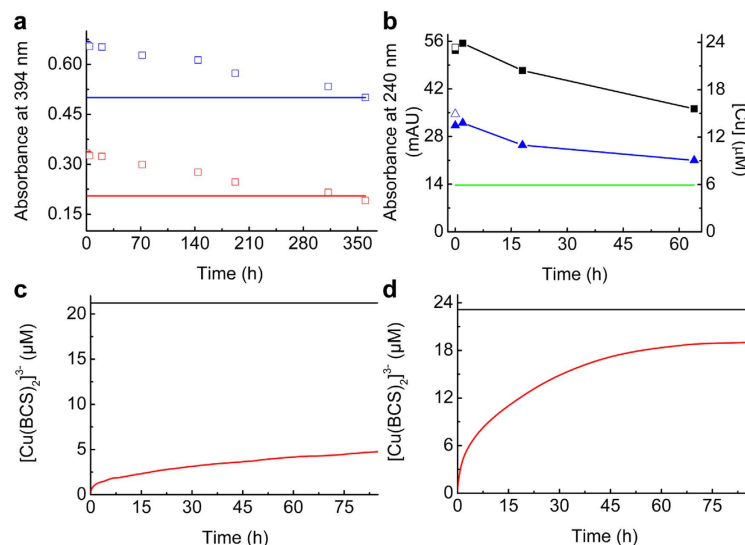 a
Absorbance at 394 nm
0.60
0.45
0.30
0.15
0 70 140 210 280 350
Time (h)
b
Absorbance at 240 nm
(mAU)
56
42
28
14
0
0 15 30 45 60
Time (h)
24
18
12
6
0
[Cu] (µM)
c
[Cu(BCS)₂]³⁻ (µM)
20
15
10
5
0
0 15 30 45 60 75
Time (h)
d
[Cu(BCS)₂]³⁻ (µM)
24
18
12
6
0
0 15 30 45 60 75
Time (h)